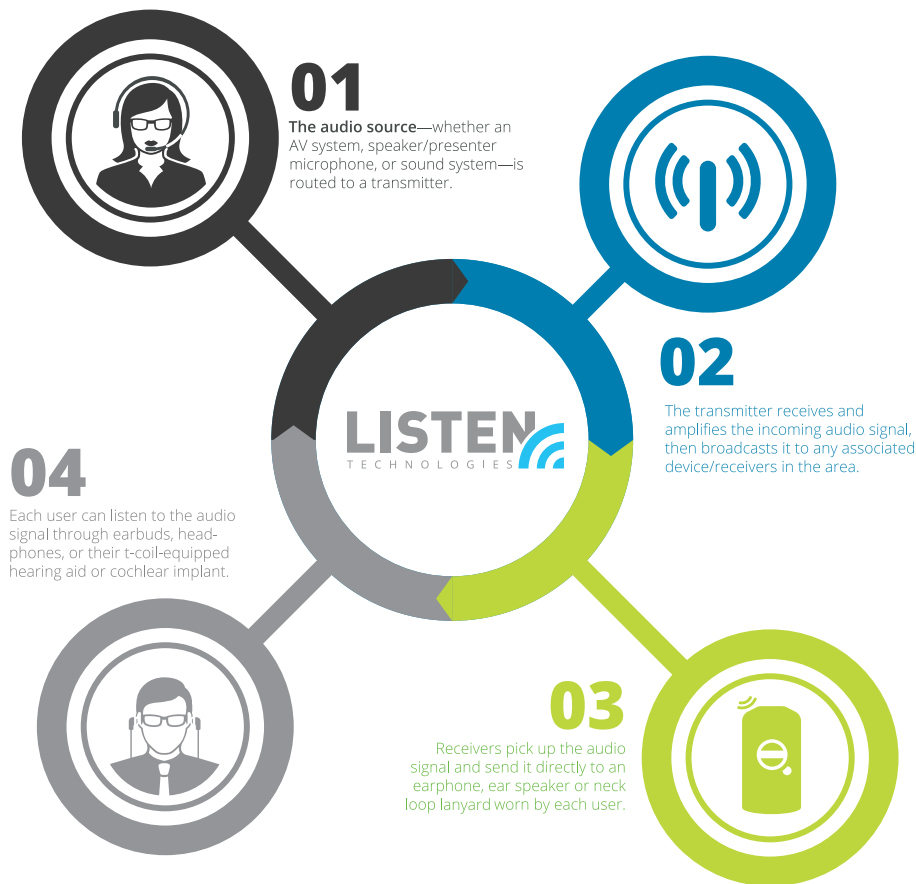 01
The audio source—whether an
AV system, speaker/presenter
microphone, or sound system—is
routed to a transmitter.
02
The transmitter receives and
amplifies the incoming audio signal,
then broadcasts it to any associated
device/receivers in the area.
LISTEN
TECHNOLOGIES
04
Each user can listen to the audio
signal through earbuds, head-
phones, or their t-coil-equipped
hearing aid or cochlear implant.
03
Receivers pick up the audio
signal and send it directly to an
earphone, ear speaker or neck
loop lanyard worn by each user.